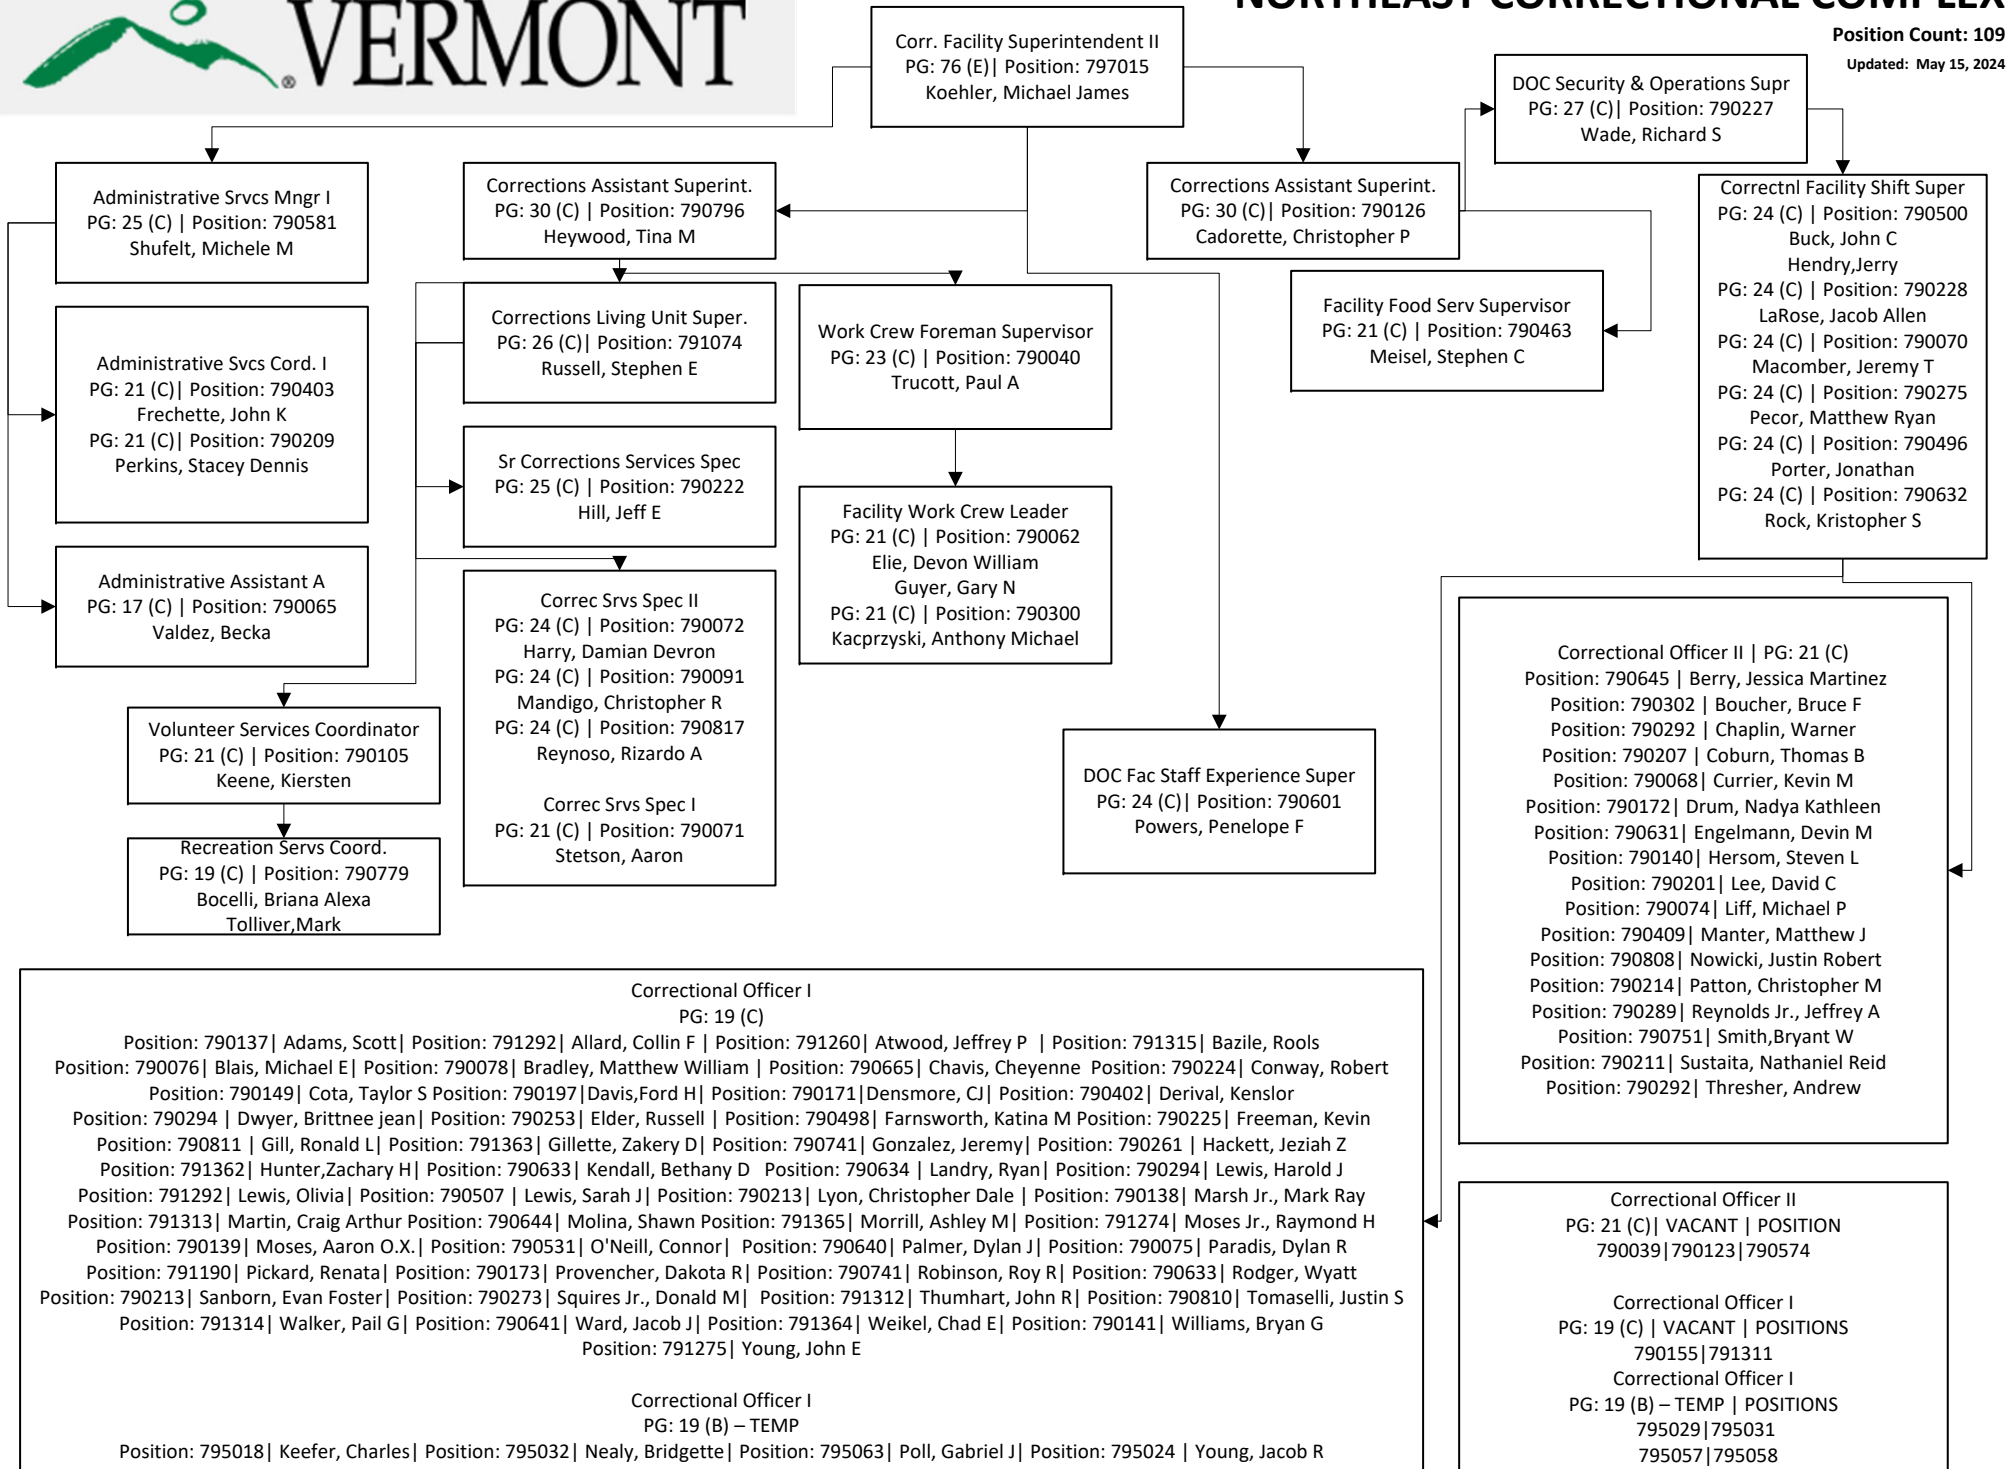 VERMONT
®
NORTHEAST CORRECTIONAL COMPLEX
Position Count: 109
Updated:  May 15, 2024
Corr. Facility Superintendent II
PG: 76 (E)| Position: 797015
Koehler, Michael James
DOC Security & Operations Supr
PG: 27 (C)| Position: 790227
Wade, Richard S
Administrative Srvcs Mngr I
PG: 25 (C) | Position: 790581
Shufelt, Michele M
Corrections Assistant Superint.
PG: 30 (C) | Position: 790796
Heywood, Tina M
Corrections Assistant Superint.
PG: 30 (C)| Position: 790126
Cadorette, Christopher P
Correctnl Facility Shift Super
PG: 24 (C) | Position: 790500
Buck, John C
Hendry,Jerry
PG: 24 (C) | Position: 790228
LaRose, Jacob Allen
PG: 24 (C) | Position: 790070
Macomber, Jeremy T
PG: 24 (C) | Position: 790275
Pecor, Matthew Ryan
PG: 24 (C) | Position: 790496
Porter, Jonathan
PG: 24 (C) | Position: 790632
Rock, Kristopher S
Administrative Svcs Cord. I
PG: 21 (C)| Position: 790403
Frechette, John K
PG: 21 (C)| Position: 790209
Perkins, Stacey Dennis
Corrections Living Unit Super.
PG: 26 (C)| Position: 791074
Russell, Stephen E
Work Crew Foreman Supervisor
PG: 23 (C) | Position: 790040
Trucott, Paul A
Facility Food Serv Supervisor
PG: 21 (C) | Position: 790463
Meisel, Stephen C
Sr Corrections Services Spec
PG: 25 (C) | Position: 790222
Hill, Jeff E
Facility Work Crew Leader
PG: 21 (C) | Position: 790062
Elie, Devon William
Guyer, Gary N
PG: 21 (C) | Position: 790300
Kacprzyski, Anthony Michael
Administrative Assistant A
PG: 17 (C) | Position: 790065
Valdez, Becka
Correc Srvs Spec II
PG: 24 (C) | Position: 790072
Harry, Damian Devron
PG: 24 (C) | Position: 790091
Mandigo, Christopher R
PG: 24 (C) | Position: 790817
Reynoso, Rizardo A
Correc Srvs Spec I
PG: 21 (C) | Position: 790071
Stetson, Aaron
Volunteer Services Coordinator
PG: 21 (C) | Position: 790105
Keene, Kiersten
Recreation Servs Coord.
PG: 19 (C) | Position: 790779
Bocelli, Briana Alexa
Tolliver,Mark
DOC Fac Staff Experience Super
PG: 24 (C)| Position: 790601
Powers, Penelope F
Correctional Officer II | PG: 21 (C)
Position: 790645 | Berry, Jessica Martinez
Position: 790302 | Boucher, Bruce F
Position: 790292 | Chaplin, Warner
Position: 790207 | Coburn, Thomas B
Position: 790068| Currier, Kevin M
Position: 790172| Drum, Nadya Kathleen
Position: 790631| Engelmann, Devin M
Position: 790140| Hersom, Steven L
Position: 790201| Lee, David C
Position: 790074| Liff, Michael P
Position: 790409| Manter, Matthew J
Position: 790808| Nowicki, Justin Robert
Position: 790214| Patton, Christopher M
Position: 790289| Reynolds Jr., Jeffrey A
Position: 790751| Smith,Bryant W
Position: 790211| Sustaita, Nathaniel Reid
Position: 790292| Thresher, Andrew
Correctional Officer I
PG: 19 (C)
Position: 790137| Adams, Scott| Position: 791292| Allard, Collin F | Position: 791260| Atwood, Jeffrey P  | Position: 791315| Bazile, Rools
Position: 790076| Blais, Michael E| Position: 790078| Bradley, Matthew William | Position: 790665| Chavis, Cheyenne  Position: 790224| Conway, Robert
Position: 790149| Cota, Taylor S Position: 790197|Davis,Ford H| Position: 790171|Densmore, CJ| Position: 790402| Derival, Kenslor
Position: 790294 | Dwyer, Brittnee jean| Position: 790253| Elder, Russell | Position: 790498| Farnsworth, Katina M Position: 790225| Freeman, Kevin
Position: 790811 | Gill, Ronald L| Position: 791363| Gillette, Zakery D| Position: 790741| Gonzalez, Jeremy| Position: 790261 | Hackett, Jeziah Z
Position: 791362| Hunter,Zachary H| Position: 790633| Kendall, Bethany D  Position: 790634 | Landry, Ryan| Position: 790294| Lewis, Harold J
Position: 791292| Lewis, Olivia| Position: 790507 | Lewis, Sarah J| Position: 790213| Lyon, Christopher Dale | Position: 790138| Marsh Jr., Mark Ray
Position: 791313| Martin, Craig Arthur Position: 790644| Molina, Shawn Position: 791365| Morrill, Ashley M| Position: 791274| Moses Jr., Raymond H
Position: 790139| Moses, Aaron O.X.| Position: 790531| O'Neill, Connor|  Position: 790640| Palmer, Dylan J| Position: 790075| Paradis, Dylan R
Position: 791190| Pickard, Renata| Position: 790173| Provencher, Dakota R| Position: 790741| Robinson, Roy R| Position: 790633| Rodger, Wyatt
Position: 790213| Sanborn, Evan Foster| Position: 790273| Squires Jr., Donald M|  Position: 791312| Thumhart, John R| Position: 790810| Tomaselli, Justin S
Position: 791314| Walker, Pail G| Position: 790641| Ward, Jacob J| Position: 791364| Weikel, Chad E| Position: 790141| Williams, Bryan G
Position: 791275| Young, John E
Correctional Officer I
PG: 19 (B) – TEMP
Position: 795018| Keefer, Charles| Position: 795032| Nealy, Bridgette| Position: 795063| Poll, Gabriel J| Position: 795024 | Young, Jacob R
Correctional Officer II
PG: 21 (C)| VACANT | POSITION
790039|790123|790574
Correctional Officer I
PG: 19 (C) | VACANT | POSITIONS
790155|791311
Correctional Officer I
PG: 19 (B) – TEMP | POSITIONS
795029|795031
795057|795058